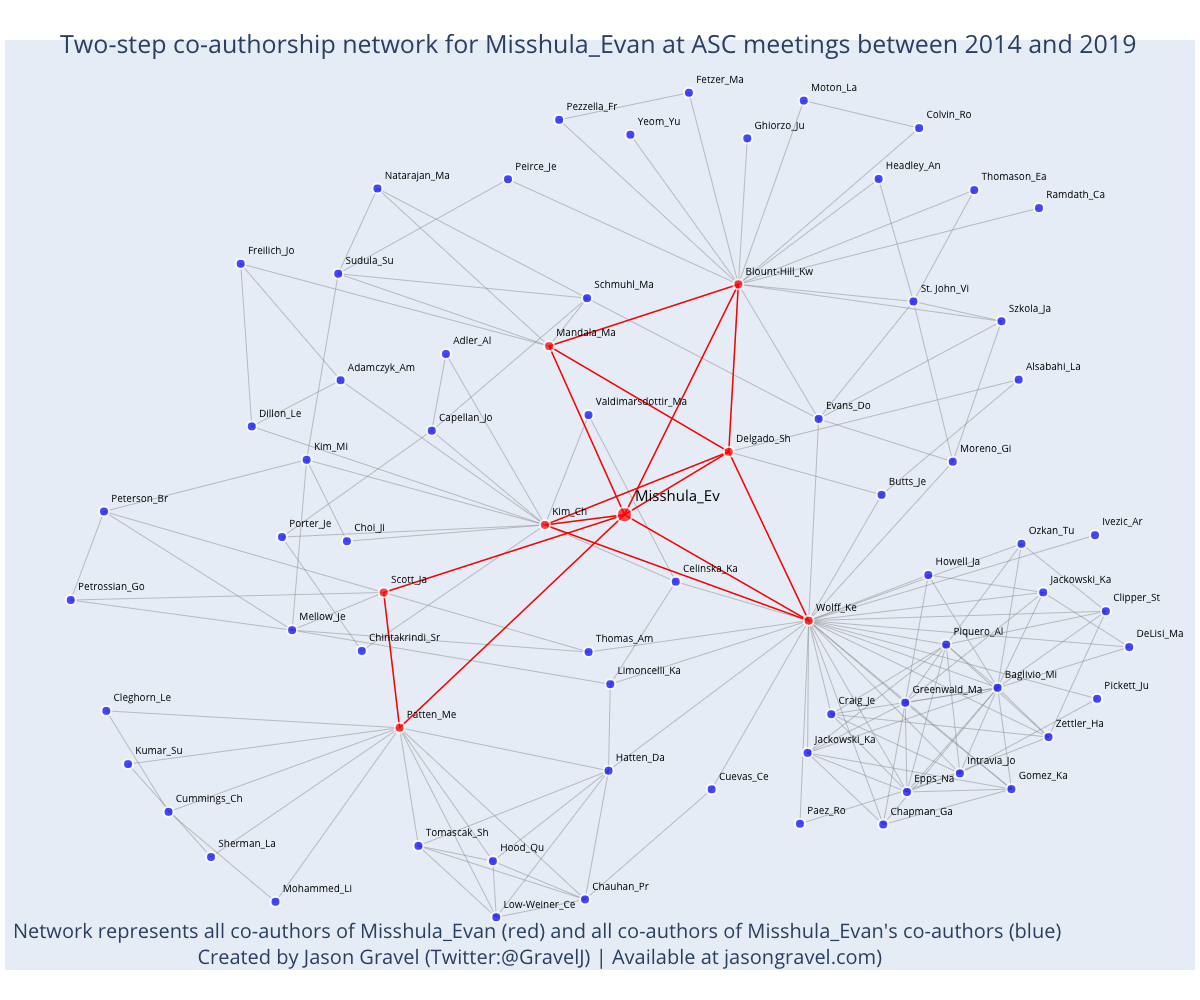 Two-step co-authorship network for Misshula_Evan at ASC meetings between 2014 and 2019
Fetzer_Ma
Moton_La
Pezzella_Fr
Colvin_Ro
Yeom_Yu
Ghiorzo_Ju
Peirce_Je
Headley_An
Natarajan_Ma
Thomason_Ea
Ramdath_Ca
Freilich_Jo
Sudula_Su
Blount-Hill_Kw
Schmuhl_Ma
St. John_Vi
Szkola_Ja
Mandala_Ma
Adler_Al
Adamczyk_Am
Alsabahi_La
Valdimarsdottir_Ma
Evans_Do
Dillon_Le
Capellan_Jo
Delgado_Sh
Kim_Mi
Moreno_Gi
Butts_Je
Misshula_Ev
Peterson_Br
Kim_Ch
Porter_Je
Choi_Ji
Ivezic_Ar
Ozkan_Tu
Howell_Ja
Celinska_Ka
Scott_Ja
Jackowski_Ka
Petrossian_Go
Clipper_St
Wolff_Ke
Mellow_Je
Piquero_Al
DeLisi_Ma
Chintakrindi_Sr
Thomas_Am
Limoncelli_Ka
Baglivio_Mi
Greenwald_Ma
Pickett_Ju
Cleghorn_Le
Craig_Je
Patten_Me
Zettler_Ha
Jackowski_Ka
Kumar_Su
Hatten_Da
Intravia_Jo
Cuevas_Ce
Epps_Na
Gomez_Ka
Cummings_Ch
Paez_Ro
Chapman_Ga
Tomascak_Sh
Sherman_La
Hood_Qu
Mohammed_Li
Chauhan_Pr
Low-Weiner_Ce
Network represents all co-authors of Misshula_Evan (red) and all co-authors of Misshula_Evan's co-authors (blue)
Created by Jason Gravel (Twitter:@GravelJ) | Available at jasongravel.com)